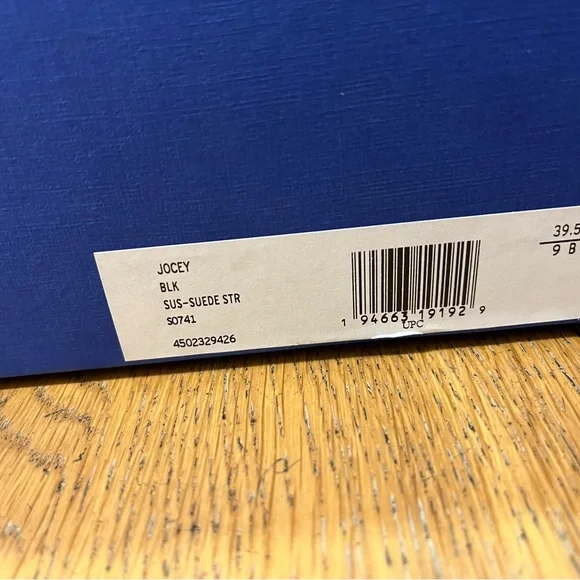 JOCEY
BLK
SUS-SUEDE STR
S0741
4502329426
1 94663 19192 9
UPC
39.5
9 B